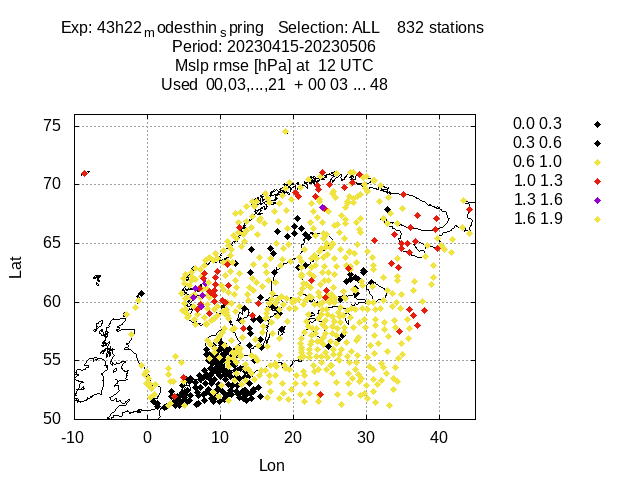 Exp: 43h22modesthinspring Selection: ALL 832 stations
Period: 20230415-20230506
Mslp rmse [hPa] at 12 UTC
Used 00,03,...,21 + 00 03 ... 48
75
70
65
60
55
50
Lat
-10 0 10 20 30 40
Lon
0.0 0.3
0.3 0.6
0.6 1.0
1.0 1.3
1.3 1.6
1.6 1.9